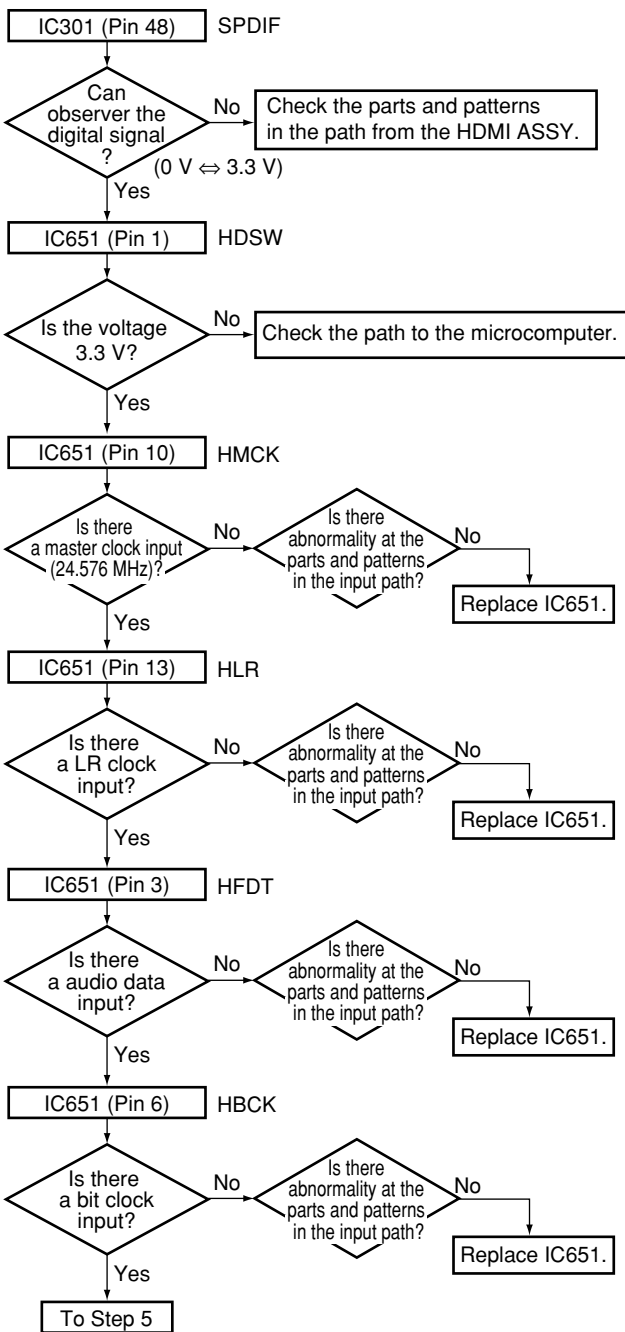 IC301 (Pin 48) SPDIF
Can
observer the
digital signal
?
(0 V ⇔ 3.3 V)
No
Check the parts and patterns
in the path from the HDMI ASSY.
Yes
IC651 (Pin 1) HDSW
Is the voltage
3.3 V?
No
Check the path to the microcomputer.
Yes
IC651 (Pin 10) HMCK
Is there
a master clock input
(24.576 MHz)?
No
Is there
abnormality at the
parts and patterns
in the input path?
No
Replace IC651.
Yes
IC651 (Pin 13) HLR
Is there
a LR clock
input?
No
Is there
abnormality at the
parts and patterns
in the input path?
No
Replace IC651.
Yes
IC651 (Pin 3) HFDT
Is there
a audio data
input?
No
Is there
abnormality at the
parts and patterns
in the input path?
No
Replace IC651.
Yes
IC651 (Pin 6) HBCK
Is there
a bit clock
input?
No
Is there
abnormality at the
parts and patterns
in the input path?
No
Replace IC651.
Yes
To Step 5